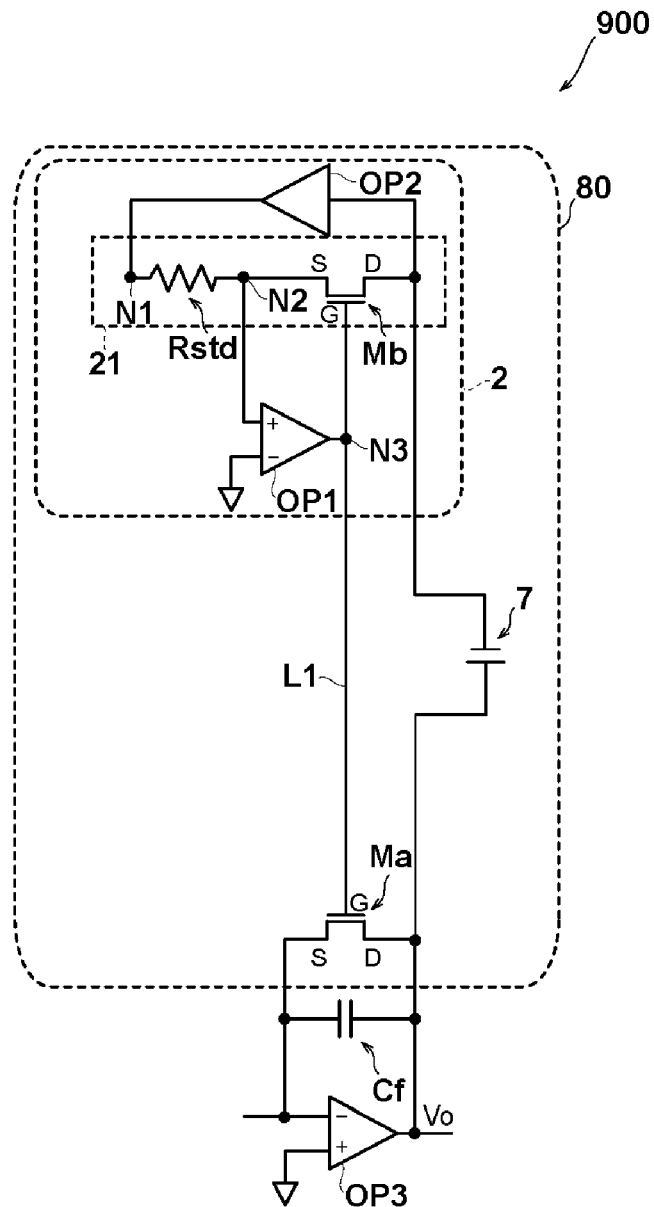 900
80
OP2
S D
N1
N2
G
Rstd
Mb
21
2
+
N3
−
OP1
7
L1
Ma
G
S D
Cf
−
Vo
+
OP3